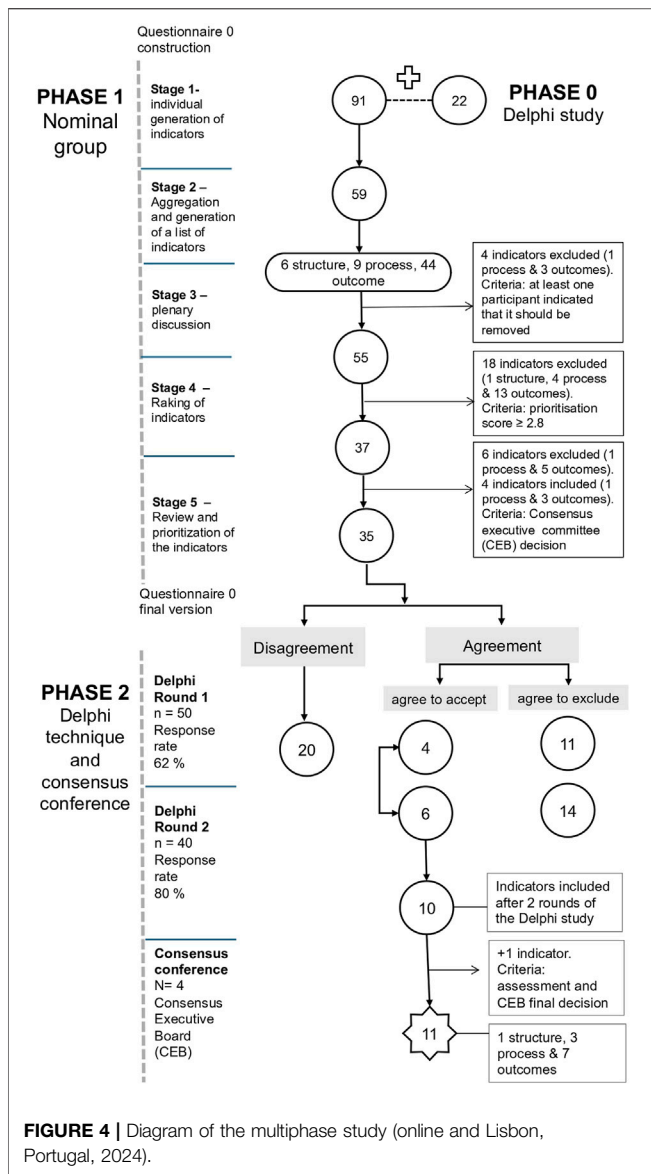 Questionnaire 0
construction
PHASE 1
Nominal
group
Stage 1-
individual
generation of
indicators
91
22
PHASE 0
Delphi study
Stage 2 –
Aggregation
and generation
of a list of
indicators
59
6 structure, 9 process, 44
outcome
4 indicators excluded (1
process & 3 outcomes).
Criteria: at least one
participant indicated
that it should be
removed
Stage 3 –
plenary
discussion
55
18 indicators excluded
(1 structure, 4 process
& 13 outcomes).
Criteria: prioritisation
score ≥ 2.8
Stage 4 –
Raking of
indicators
37
6 indicators excluded (1
process & 5 outcomes).
4 indicators included (1
process & 3 outcomes).
Criteria: Consensus
executive committee
(CEB) decision
Stage 5 –
Review and
prioritization of
the indicators
35
Questionnaire 0
final version
Disagreement
Agreement
agree to accept
agree to exclude
PHASE 2
Delphi
technique
and
consensus
conference
Delphi
Round 1
n = 50
Response
rate
62 %
20
4
11
Delphi
Round 2
n = 40
Response
rate
80 %
6
14
10
Indicators included
after 2 rounds of
the Delphi study
Consensus
conference
N= 4
Consensus
Executive
Board
(CEB)
+1 indicator.
Criteria:
assessment and
CEB final decision
11
1 structure, 3
process & 7
outcomes
FIGURE 4 | Diagram of the multiphase study (online and Lisbon,
Portugal, 2024).